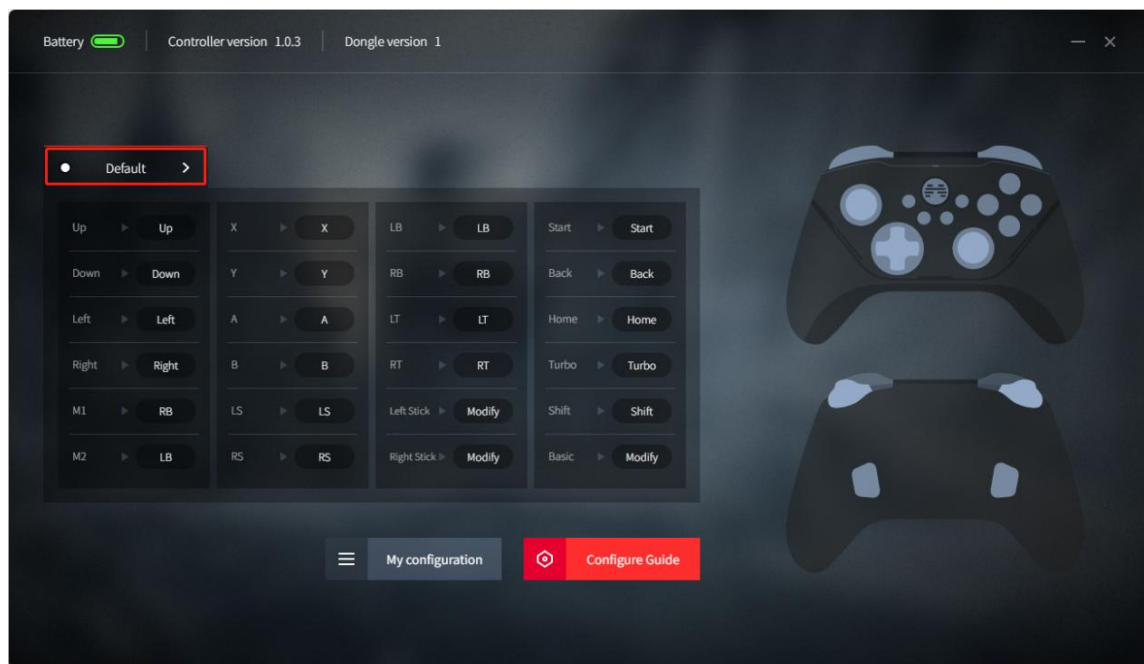 Battery Controller version 1.0.3 Dongle version 1
Default
Up Up X X LB LB Start Start
Down Down Y Y RB RB Back Back
Left Left A A LT LT Home Home
Right Right B B RT RT Turbo Turbo
M1 RB LS LS Left Stick Modify Shift Shift
M2 LB RS RS Right Stick Modify Basic Modify
My configuration Configure Guide